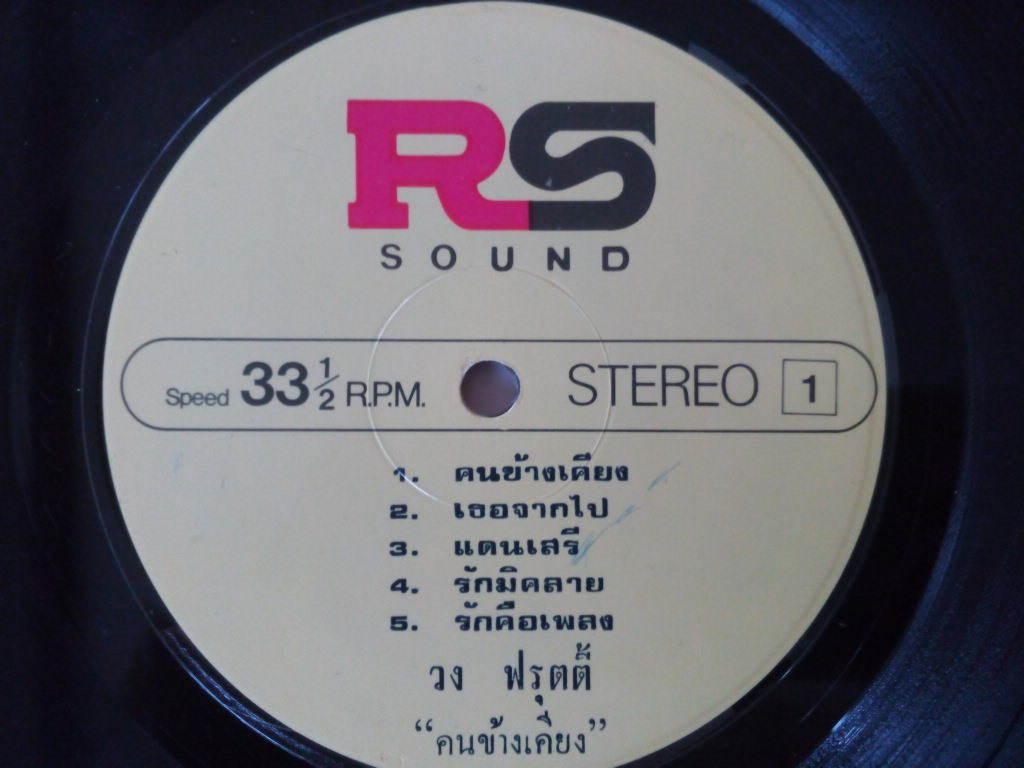 RS
SOUND
Speed 33 1/2 R.P.M. STEREO 1
1. คนข้างเคียง
2. เธอจากไป
3. แดนเสรี
4. รักมิคลาย
5. รักคือเพลง
วง ฟรุตตี้
“คนข้างเคียง”